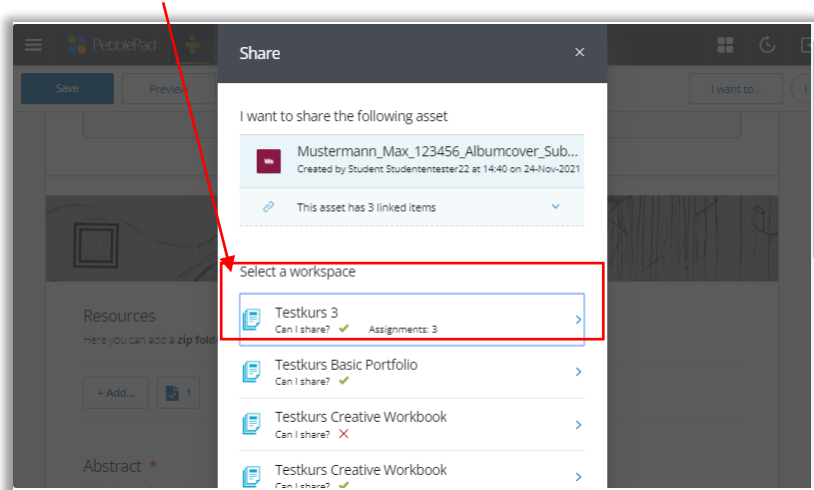 PebblePad
Share
Save
Preview
I want to...
I want to share the following asset
We
Mustermann_Max_123456_Albumcover_Sub...
Created by Student Studententester22 at 14:40 on 24-Nov-2021
This asset has 3 linked items
Select a workspace
Testkurs 3
Can I share? Assignments: 3
Resources
Here you can add a zip fold
Testkurs Basic Portfolio
Can I share?
+ Add...
1
Testkurs Creative Workbook
Can I share?
Abstract *
Testkurs Creative Workbook
Can I share?